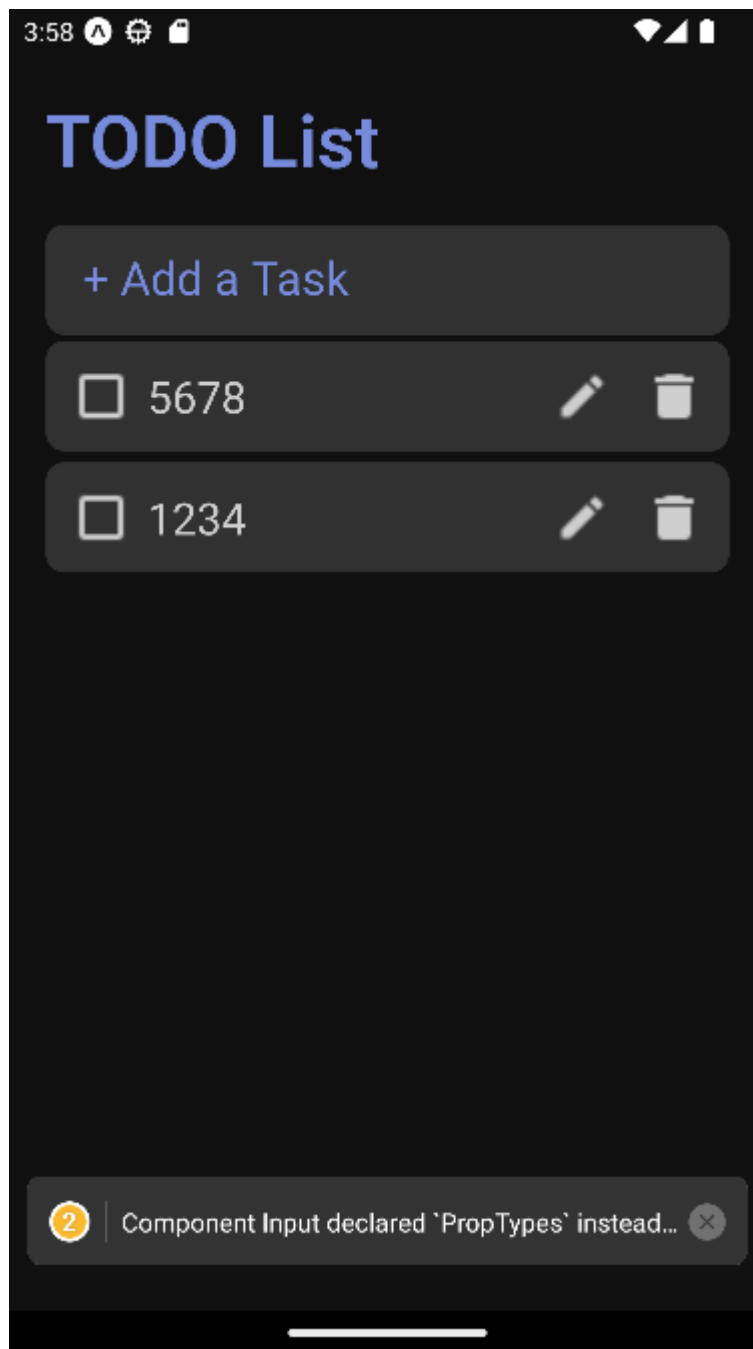 3:58
TODO List
+ Add a Task
5678
1234
2 Component Input declared `PropTypes` instead...